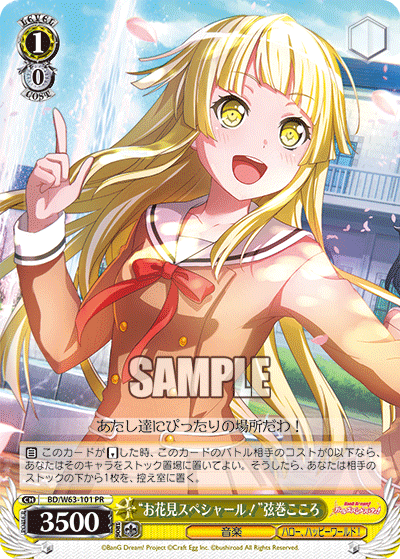 LEVEL
1
0
COST
SAMPLE
あたし達にぴったりの場所だわ！
このカードが した時、このカードのバトル相手のコストが0以下なら、
あなたはそのキャラをストック置場に置いてよい。そうしたら、あなたは相手の
ストックの下から1枚を、控え室に置く。
CH BD/W63-101 PR
3500
“お花見スペシャール！”弦巻こころ
音楽
ハロー、ハッピーワールド！
©BanG Dream! Project ©Craft Egg Inc. ©bushiroad All Rights Reserved.